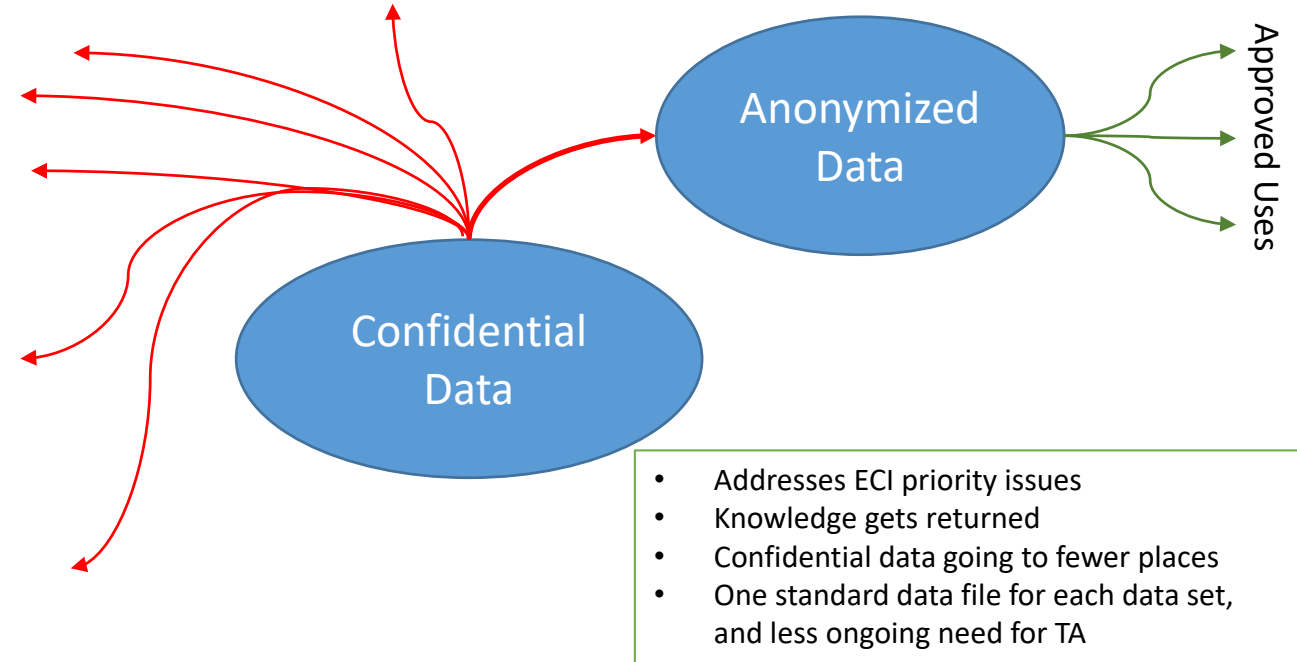 Anonymized
Data
Approved Uses
Confidential
Data
• Addresses ECI priority issues
• Knowledge gets returned
• Confidential data going to fewer places
• One standard data file for each data set,
and less ongoing need for TA